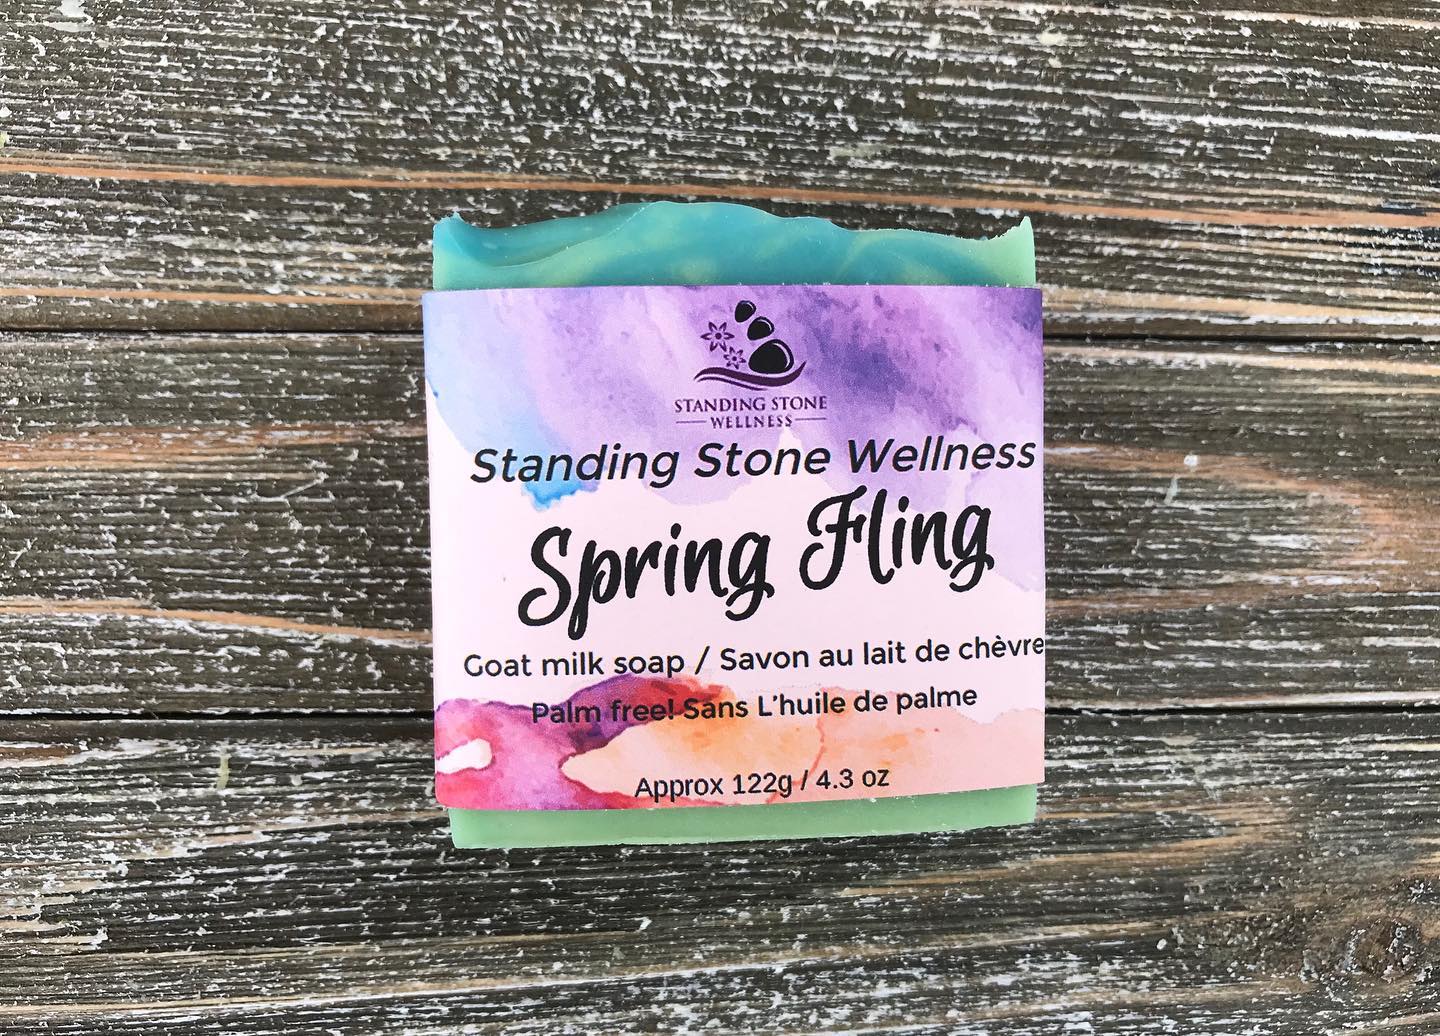 STANDING STONE
WELLNESS
Standing Stone Wellness
Spring Fling
Goat milk soap / Savon au lait de chèvre
Palm free! Sans L'huile de palme
Approx 122g / 4.3 oz